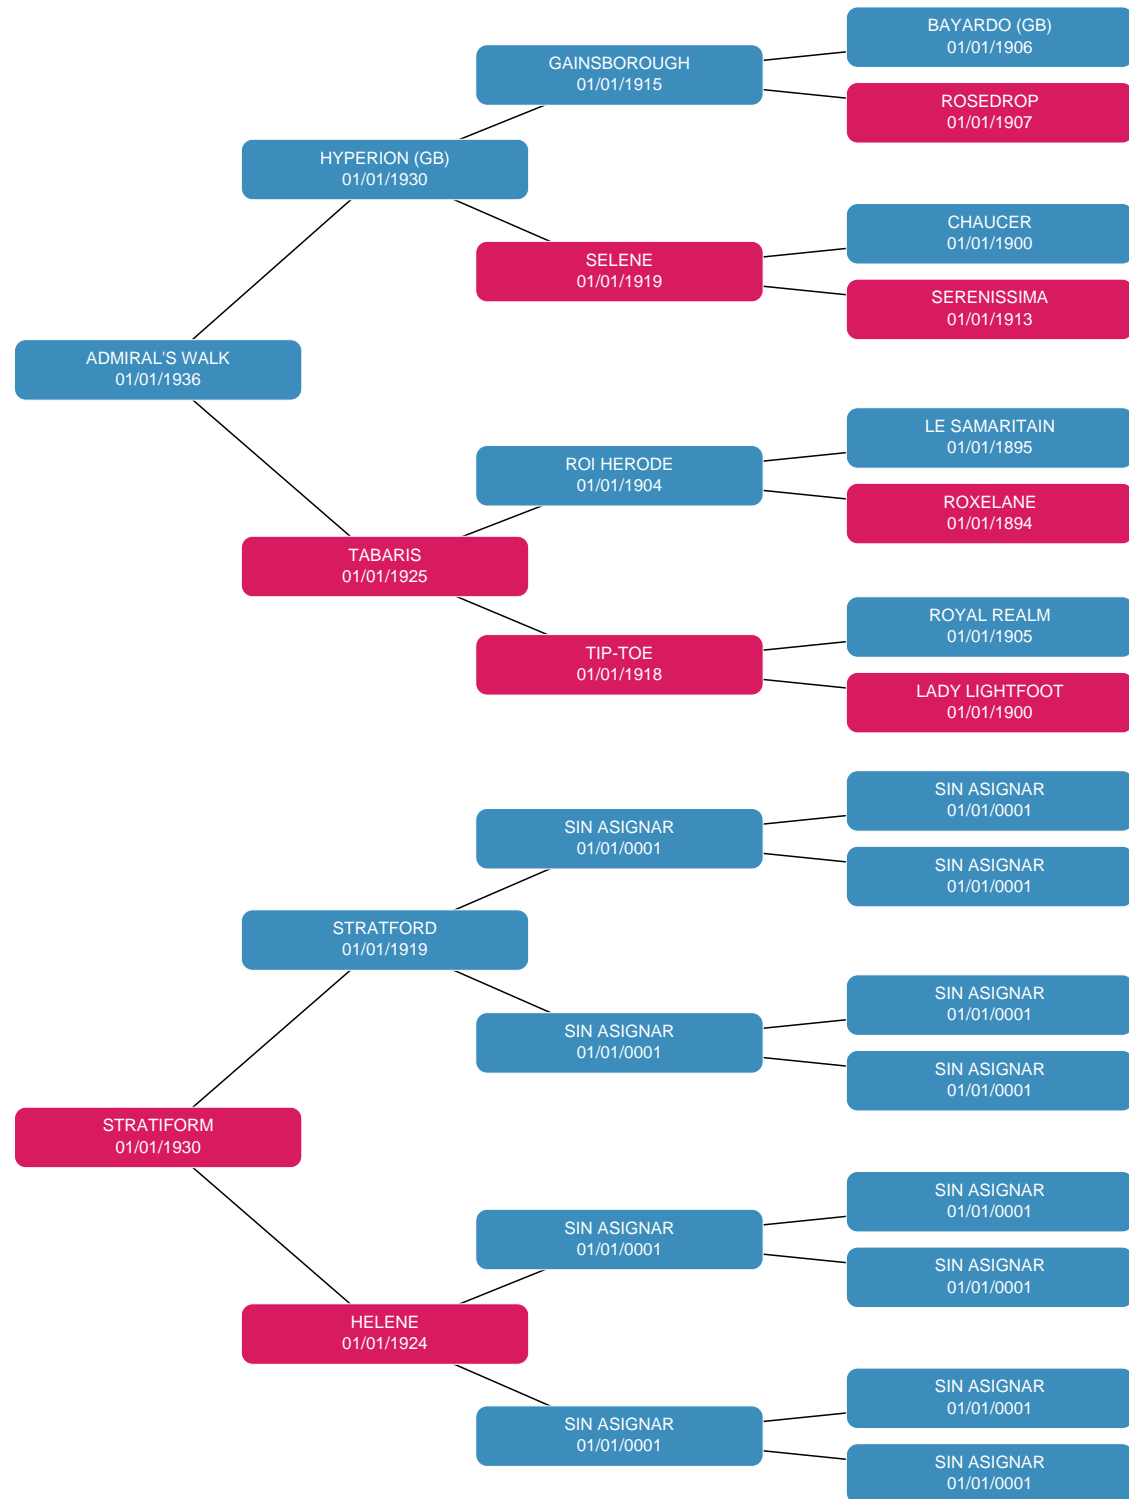 BAYARDO (GB)
01/01/1906
GAINSBOROUGH
01/01/1915
ROSEDROP
01/01/1907
HYPERION (GB)
01/01/1930
CHAUCER
01/01/1900
SELENE
01/01/1919
SERENISSIMA
01/01/1913
ADMIRAL'S WALK
01/01/1936
LE SAMARITAIN
01/01/1895
ROI HERODE
01/01/1904
ROXELANE
01/01/1894
TABARIS
01/01/1925
ROYAL REALM
01/01/1905
TIP-TOE
01/01/1918
LADY LIGHTFOOT
01/01/1900
SIN ASIGNAR
01/01/0001
SIN ASIGNAR
01/01/0001
SIN ASIGNAR
01/01/0001
STRATFORD
01/01/1919
SIN ASIGNAR
01/01/0001
SIN ASIGNAR
01/01/0001
SIN ASIGNAR
01/01/0001
STRATIFORM
01/01/1930
SIN ASIGNAR
01/01/0001
SIN ASIGNAR
01/01/0001
SIN ASIGNAR
01/01/0001
HELENE
01/01/1924
SIN ASIGNAR
01/01/0001
SIN ASIGNAR
01/01/0001
SIN ASIGNAR
01/01/0001